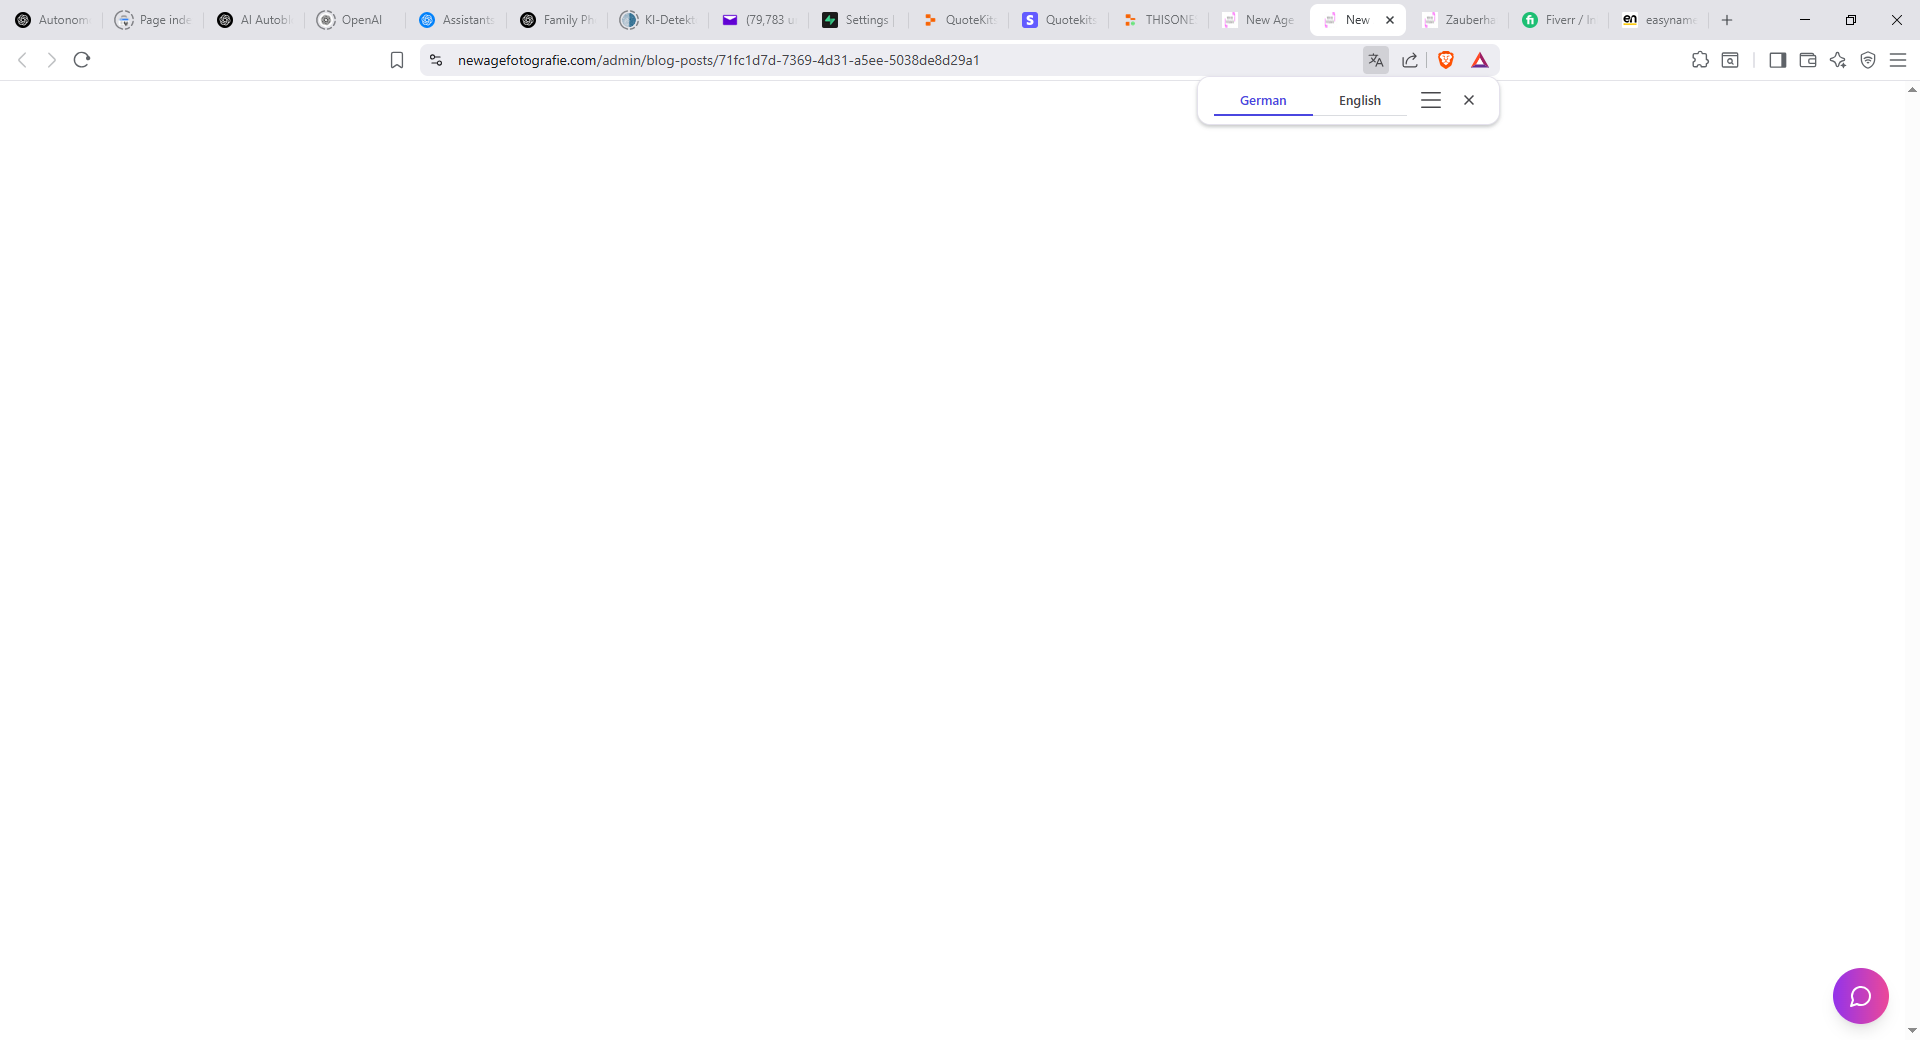 Autonom
Page inde
AI Autobl
OpenAI
Assistants
Family Ph
KI-Detekt
(79,783 u
Settings
QuoteKits
Quotekits
THISONE
New Age
New
Zauberha
Fiverr / In
easyname
newagefotografie.com/admin/blog-posts/71fc1d7d-7369-4d31-a5ee-5038de8d29a1
German
English